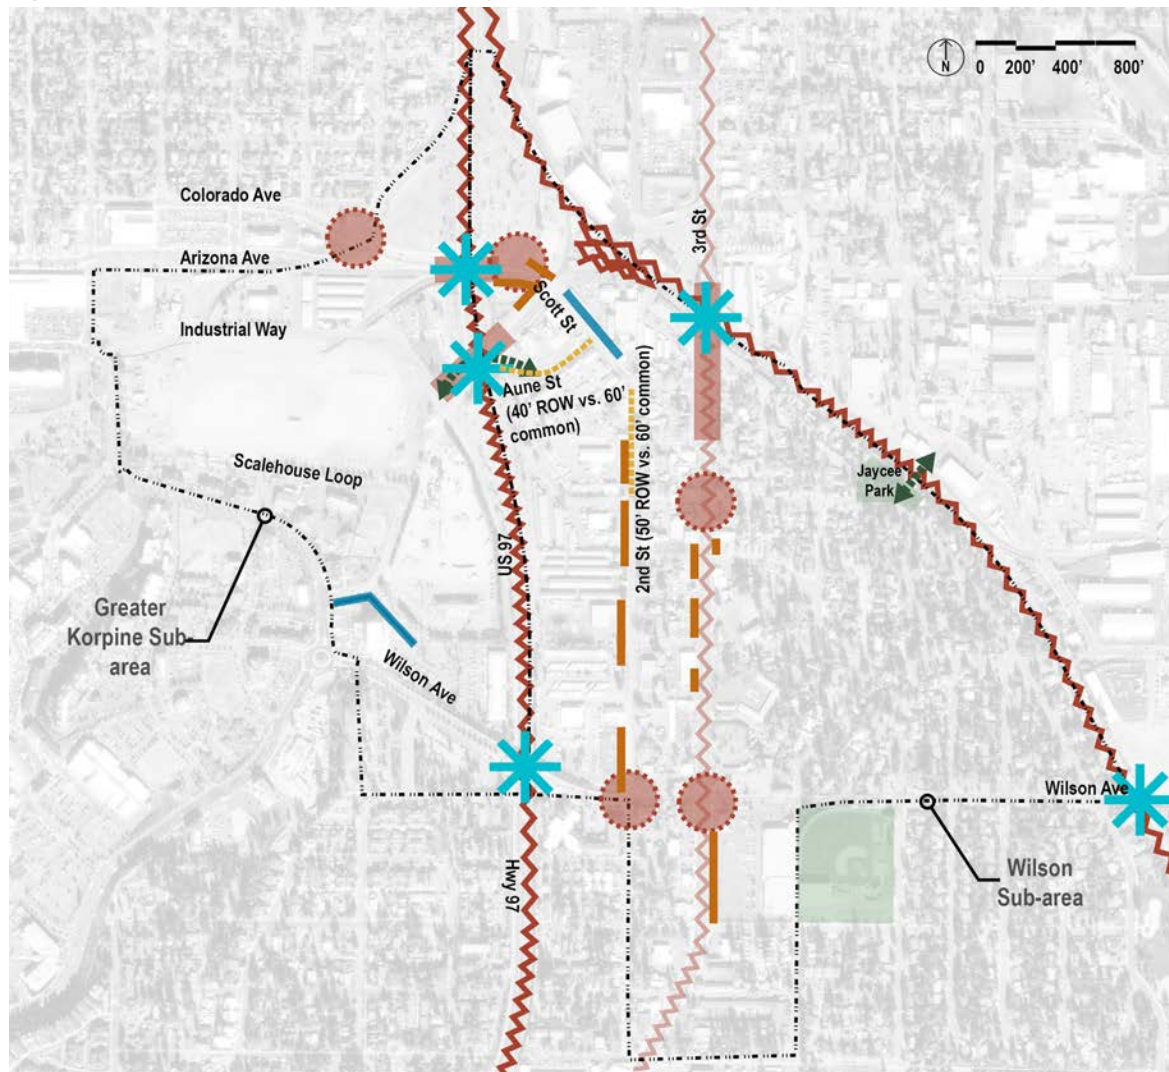 N
0 200' 400' 800'
Colorado Ave
3rd St
Arizona Ave
Scott St
Industrial Way
Aune St
(40' ROW vs. 60'
common)
2nd St (50' ROW vs. 60' common)
Scalehouse Loop
Jaycee
Park
US 97
Greater
Korpine Sub-
area
Wilson Ave
Wilson Ave
Hwy 97
Wilson
Sub-area